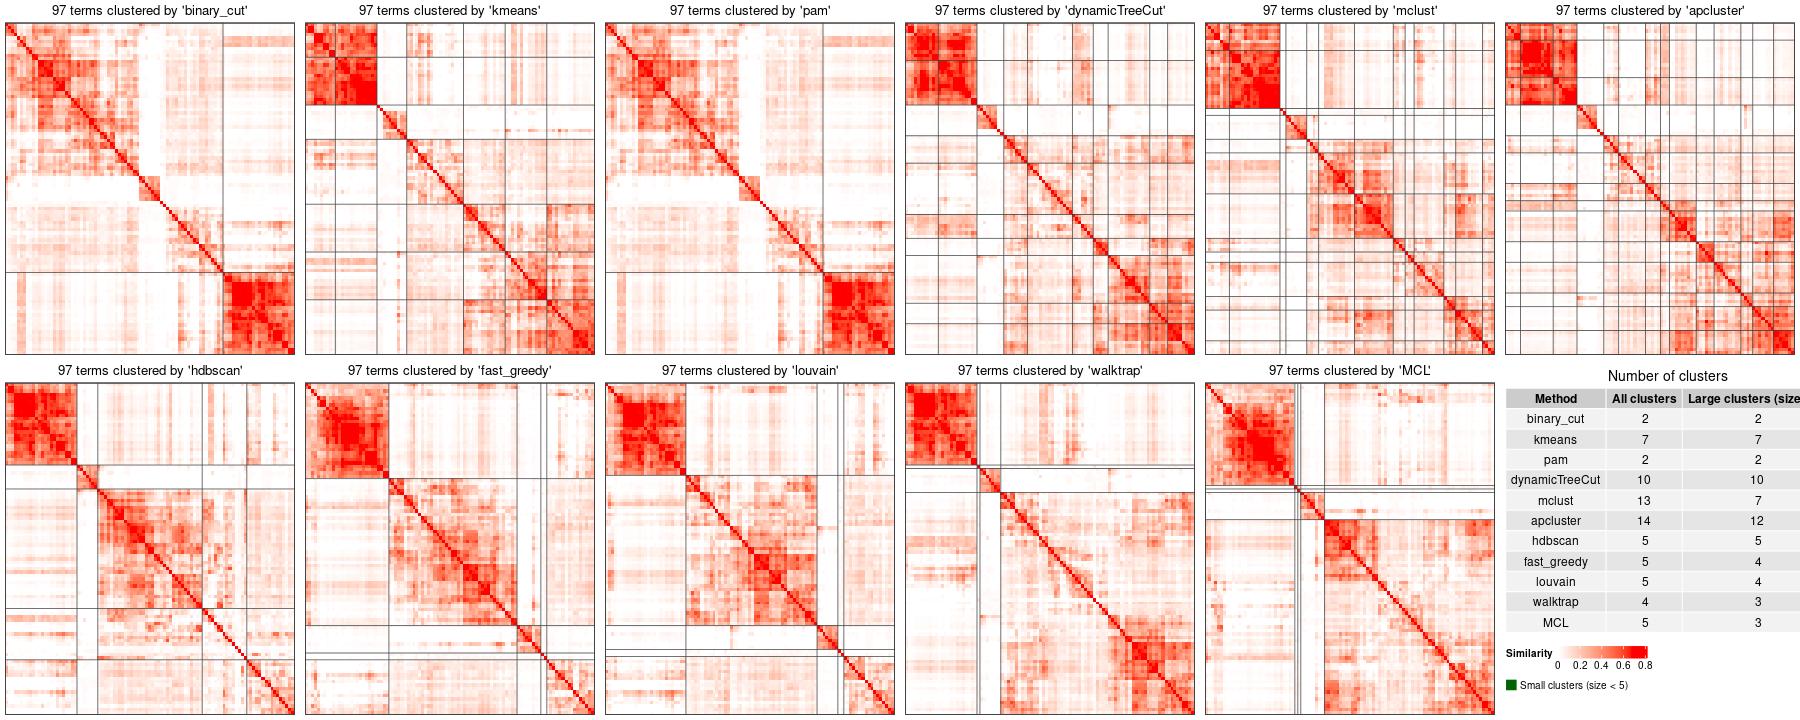 97 terms clustered by 'binary_cut'
97 terms clustered by 'kmeans'
97 terms clustered by 'pam'
97 terms clustered by 'dynamicTreeCut'
97 terms clustered by 'mclust'
97 terms clustered by 'apcluster'
97 terms clustered by 'hdbscan'
97 terms clustered by 'fast_greedy'
97 terms clustered by 'louvain'
97 terms clustered by 'walktrap'
97 terms clustered by 'MCL'
Number of clusters
Method All clusters Large clusters (size
binary_cut 2 2
kmeans 7 7
pam 2 2
dynamicTreeCut 10 10
mclust 13 7
apcluster 14 12
hdbscan 5 5
fast_greedy 5 4
louvain 5 4
walktrap 4 3
MCL 5 3
Similarity
0 0.2 0.4 0.6 0.8
Small clusters (size < 5)